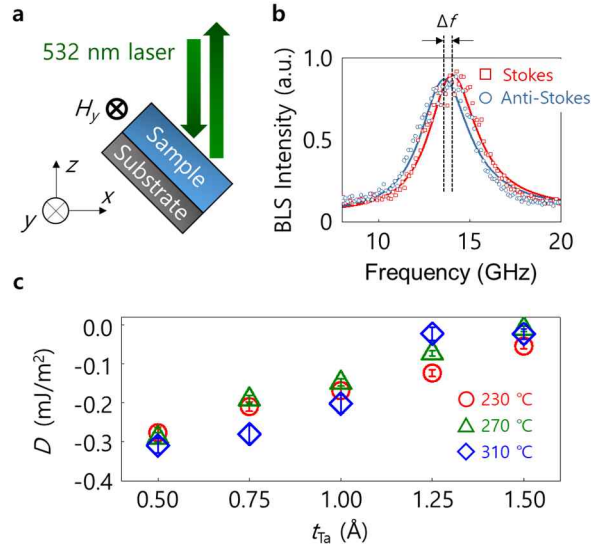 a
532 nm laser
H_y
Sample
Substrate
z
x
y
b
Δf
1.0
0.5
0
BLS Intensity (a.u.)
Stokes
Anti-Stokes
10
15
20
Frequency (GHz)
c
0.0
-0.1
-0.2
-0.3
-0.4
D (mJ/m²)
230 ℃
270 ℃
310 ℃
0.50
0.75
1.00
1.25
1.50
t_Ta (Å)